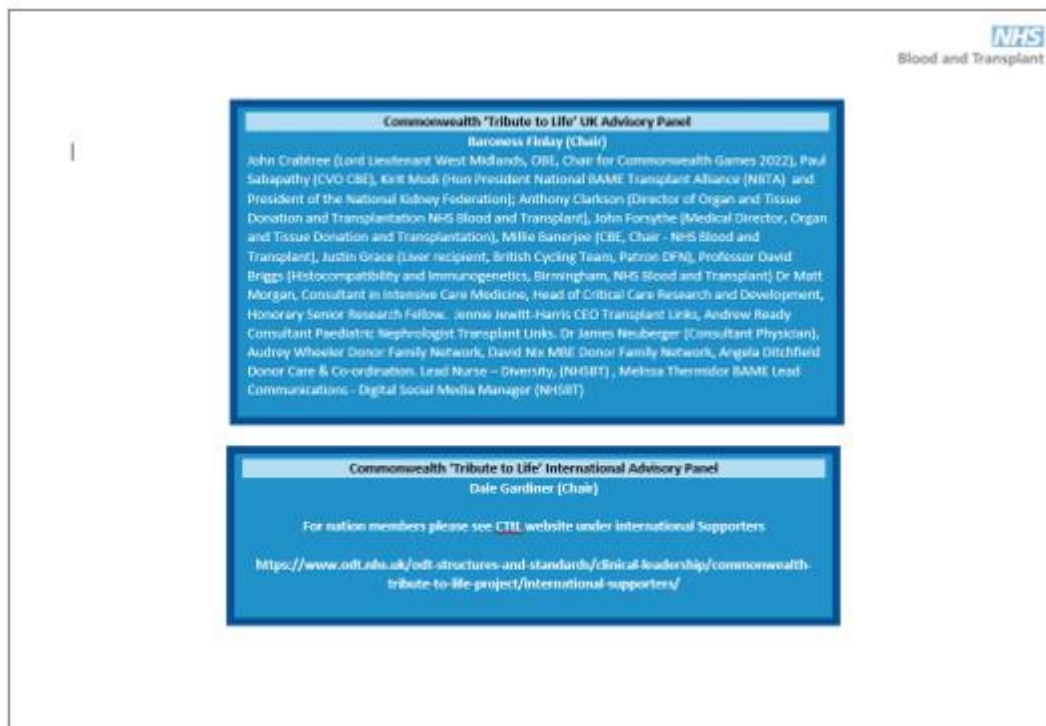 NHS
Blood and Transplant
Commonwealth 'Tribute to Life' UK Advisory Panel
Baroness Finlay (Chair)
John Crabtree (Lord Lieutenant West Midlands, OBE, Chair for Commonwealth Games 2022), Paul
Sabapathy (CVO CBE), Kirit Modi (Hon President National BAME Transplant Alliance (NBTA) and
President of the National Kidney Federation); Anthony Clarkson (Director of Organ and Tissue
Donation and Transplantation NHS Blood and Transplant), John Forsythe (Medical Director, Organ
and Tissue Donation and Transplantation), Millie Banerjee (CBE, Chair - NHS Blood and
Transplant), Justin Grace (Liver recipient, British Cycling Team, Patron DFN), Professor David
Briggs (Histocompatibility and Immunogenetics, Birmingham, NHS Blood and Transplant) Dr Matt
Morgan, Consultant in Intensive Care Medicine, Head of Critical Care Research and Development,
Honorary Senior Research Fellow. Jennie Jewitt-Harris CEO Transplant Links, Andrew Ready
Consultant Paediatric Nephrologist Transplant Links. Dr James Neuberger (Consultant Physician),
Audrey Wheeler Donor Family Network, David Nix MBE Donor Family Network, Angela Ditchfield
Donor Care & Co-ordination. Lead Nurse – Diversity, (NHSBT) , Melissa Thermidor BAME Lead
Communications - Digital Social Media Manager (NHSBT)
Commonwealth 'Tribute to Life' International Advisory Panel
Dale Gardiner (Chair)
For nation members please see CTtL website under international Supporters
https://www.odt.nhs.uk/odt-structures-and-standards/clinical-leadership/commonwealth-
tribute-to-life-project/international-supporters/